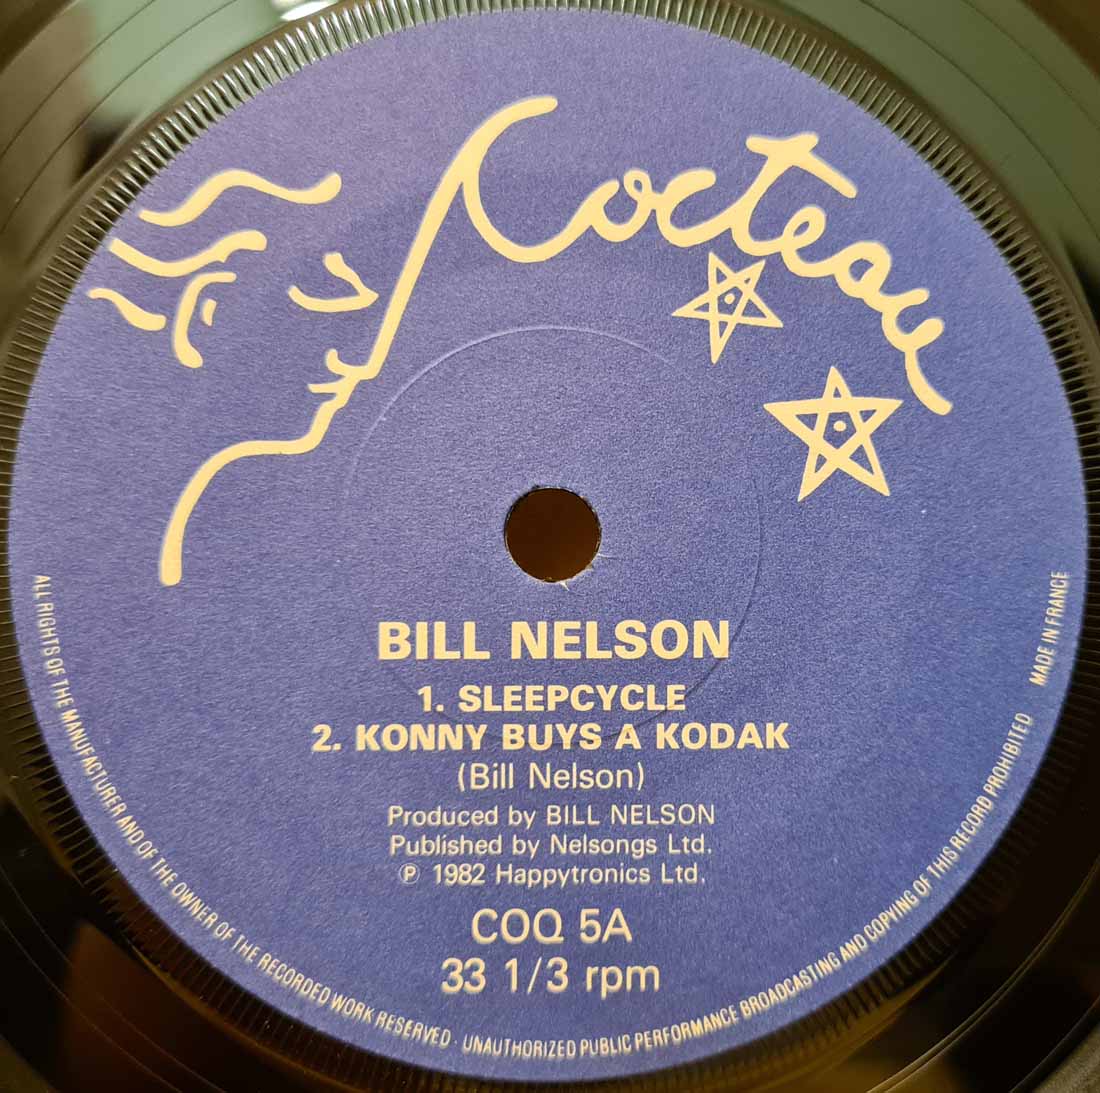 Cocteau
BILL NELSON
1. SLEEPCYCLE
2. KONNY BUYS A KODAK
(Bill Nelson)
Produced by BILL NELSON
Published by Nelsongs Ltd.
℗ 1982 Happytronics Ltd.
COQ 5A
33 1/3 rpm
ALL RIGHTS OF THE MANUFACTURER AND OF THE OWNER OF THE RECORDED WORK RESERVED · UNAUTHORIZED PUBLIC PERFORMANCE BROADCASTING AND COPYING OF THIS RECORD PROHIBITED MADE IN FRANCE